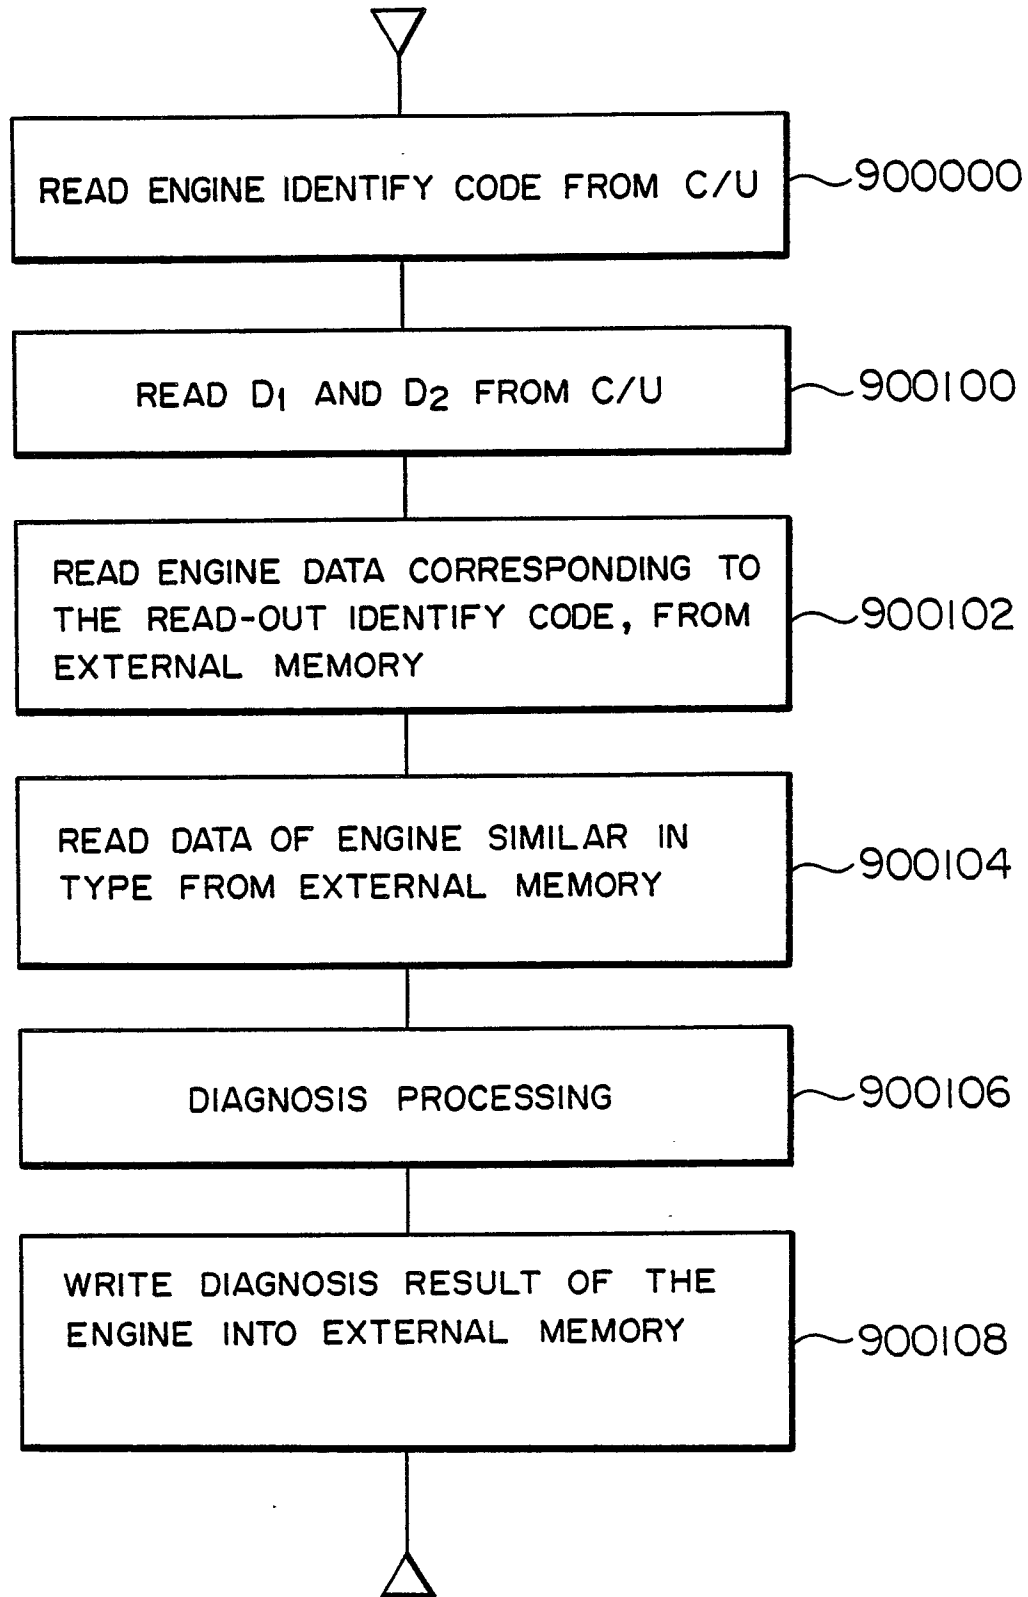 READ ENGINE IDENTIFY CODE FROM C/U
900000
READ D1 AND D2 FROM C/U
900100
READ ENGINE DATA CORRESPONDING TO
THE READ-OUT IDENTIFY CODE, FROM
EXTERNAL MEMORY
900102
READ DATA OF ENGINE SIMILAR IN
TYPE FROM EXTERNAL MEMORY
900104
DIAGNOSIS PROCESSING
900106
WRITE DIAGNOSIS RESULT OF THE
ENGINE INTO EXTERNAL MEMORY
900108